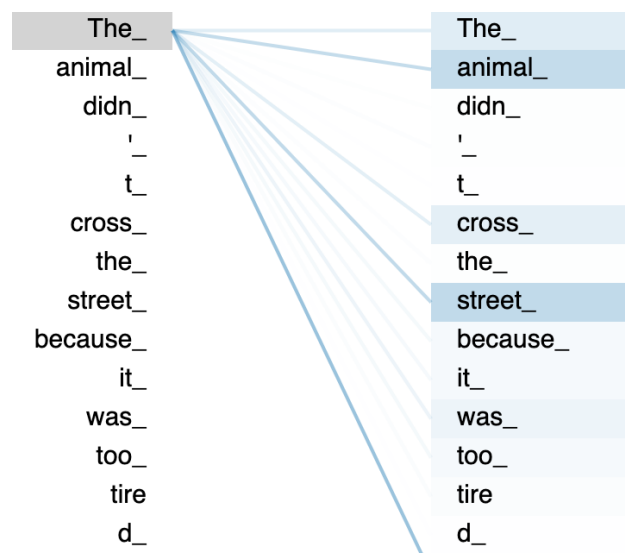 The_ The_
animal_ animal_
didn_ didn_
'_ '_
t_ t_
cross_ cross_
the_ the_
street_ street_
because_ because_
it_ it_
was_ was_
too_ too_
tire tire
d_ d_